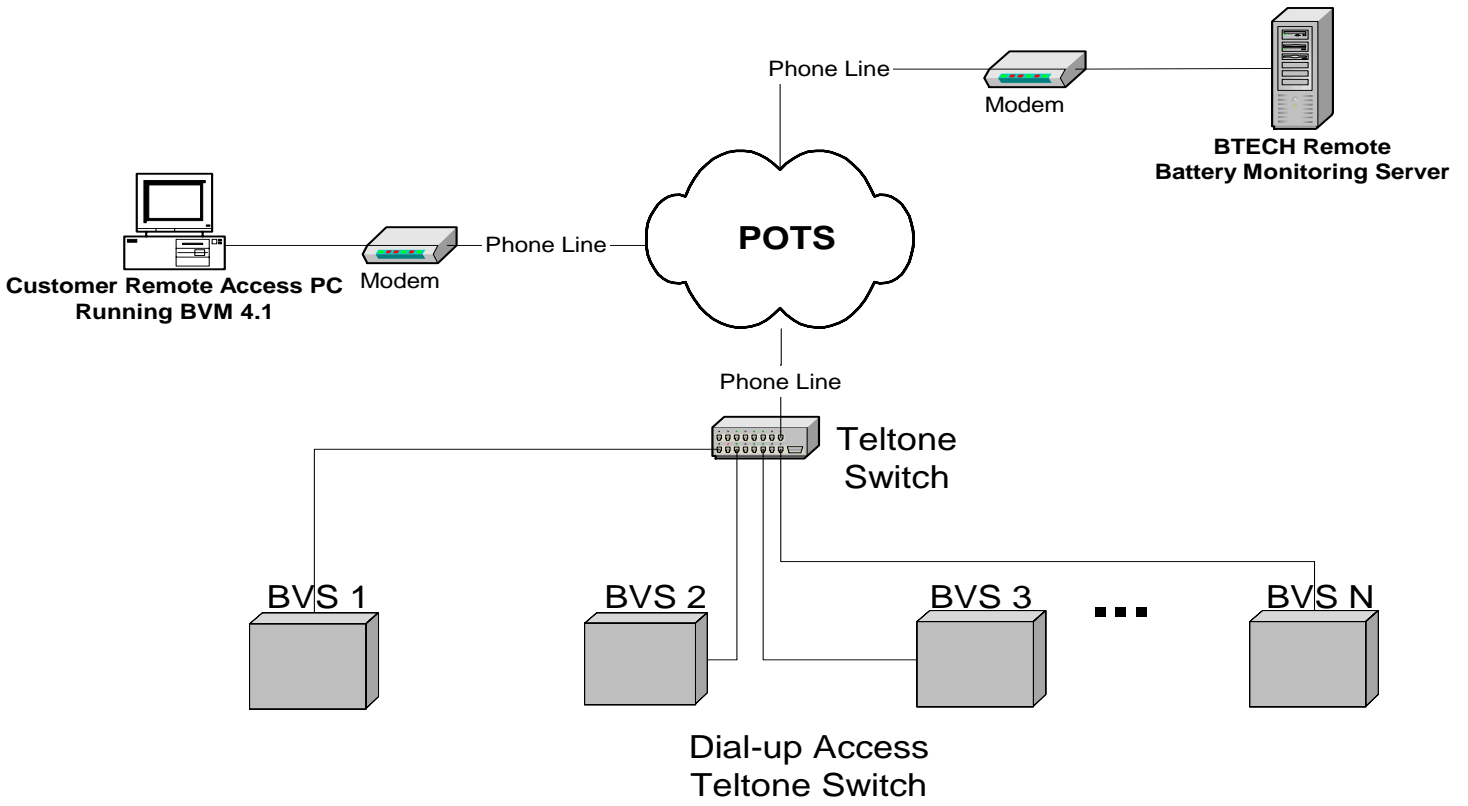 Phone Line
Modem
BTECH Remote
Battery Monitoring Server
POTS
Phone Line
Modem
Customer Remote Access PC
Running BVM 4.1
Phone Line
Teltone
Switch
BVS 1
BVS 2
BVS 3
...
BVS N
Dial-up Access
Teltone Switch